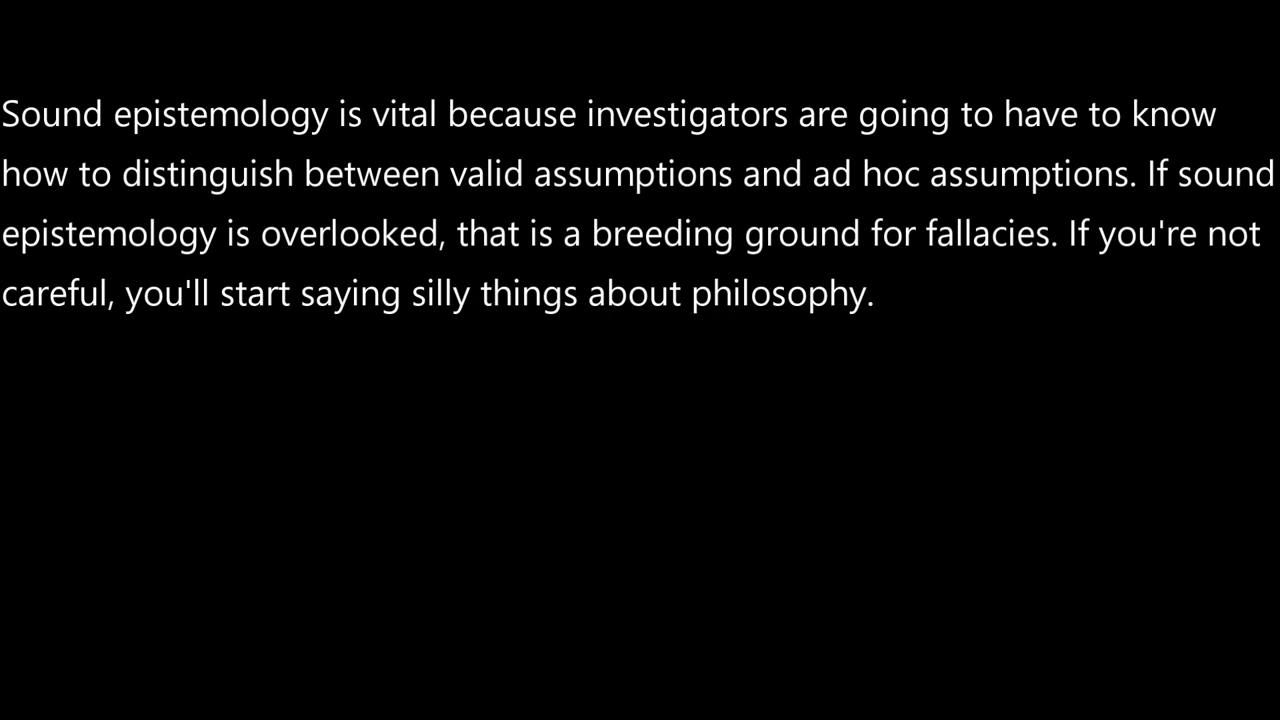 Sound epistemology is vital because investigators are going to have to know
how to distinguish between valid assumptions and ad hoc assumptions. If sound
epistemology is overlooked, that is a breeding ground for fallacies. If you're not
careful, you'll start saying silly things about philosophy.